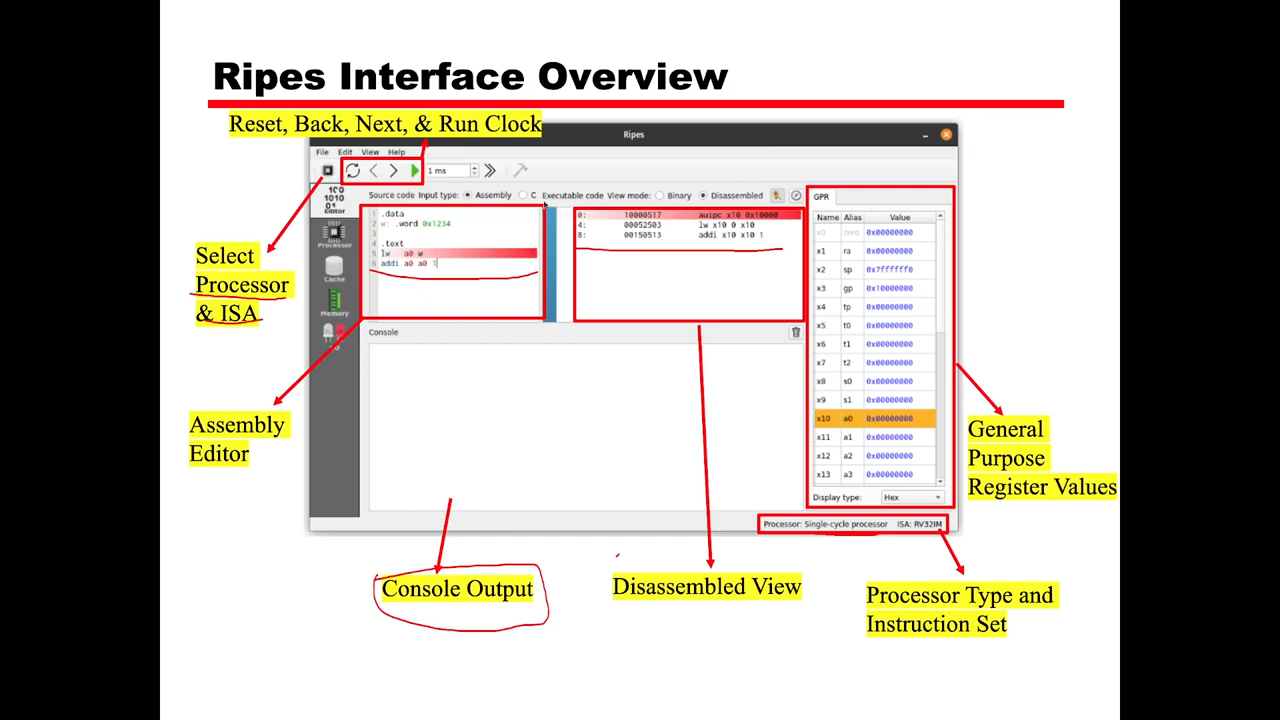 Ripes Interface Overview
Reset, Back, Next, & Run Clock
Ripes
File Edit View Help
1 ms
Source code Input type: Assembly C Executable code View mode: Binary Disassembled
Editor
Processor
Cache
Memory
1 .data
2 w: .word 0x1234
3
4 .text
5 lw a0 w
6 addi a0 a0 1
0: 10000517 auipc x10 0x10000
4: 00052503 lw x10 0 x10
8: 00150513 addi x10 x10 1
GPR
Name Alias Value
x0 zero 0x00000000
x1 ra 0x00000000
x2 sp 0x7ffffff0
x3 gp 0x10000000
x4 tp 0x00000000
x5 t0 0x00000000
x6 t1 0x00000000
x7 t2 0x00000000
x8 s0 0x00000000
x9 s1 0x00000000
x10 a0 0x00000000
x11 a1 0x00000000
x12 a2 0x00000000
x13 a3 0x00000000
Display type: Hex
Console
Processor: Single-cycle processor ISA: RV32IM
Select
Processor
& ISA
Assembly
Editor
General
Purpose
Register Values
Console Output
Disassembled View
Processor Type and
Instruction Set